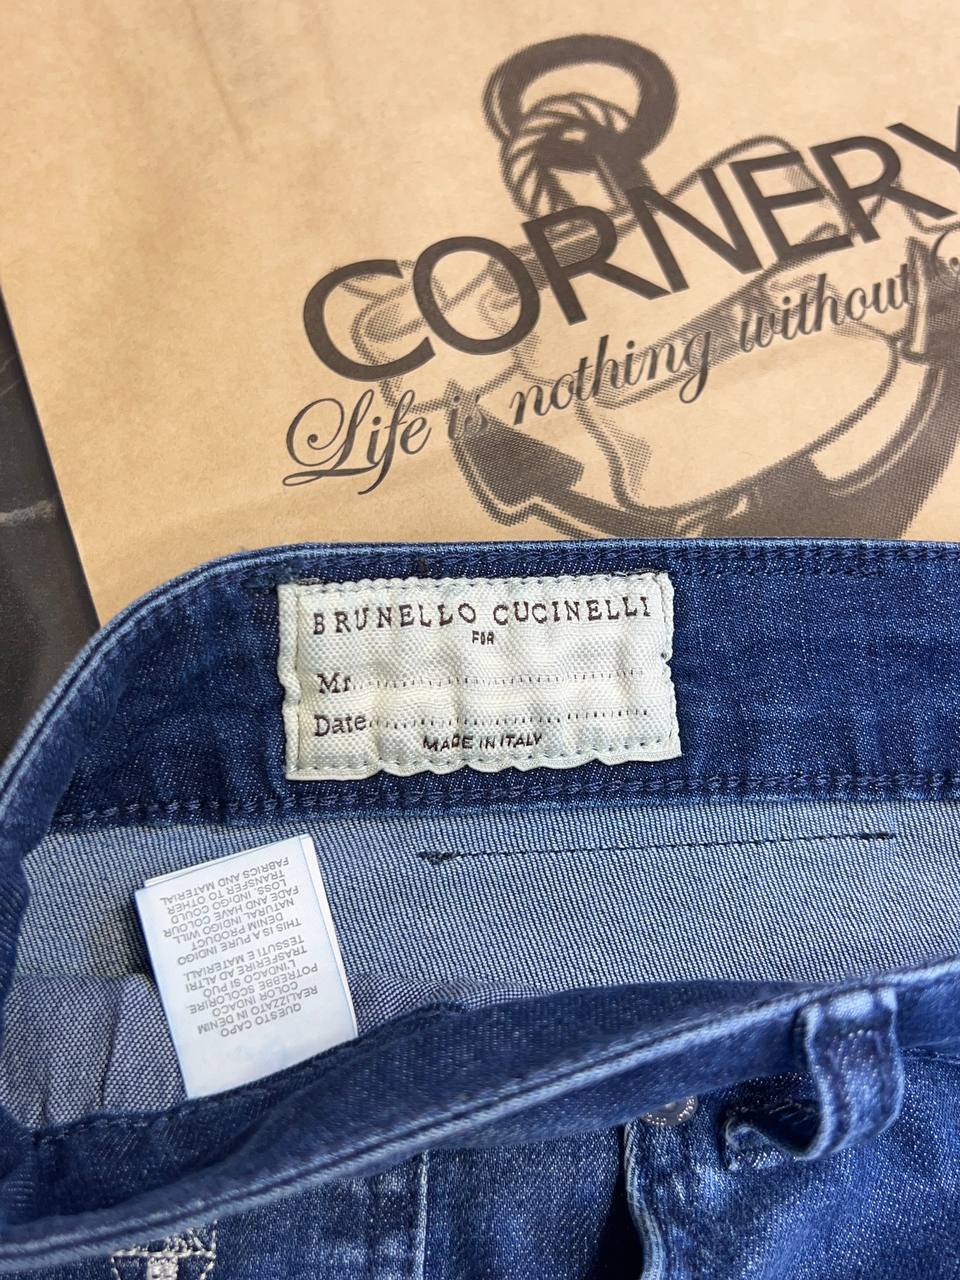 CORNERY
Life is nothing without
BRUNELLO CUCINELLI
FOR
Mr.
Date
MADE IN ITALY
QUESTO CAPO
REALIZZATO IN DENIM
COLOR INDACO
POTREBBE SCOLORIRE.
L'INDACO SI PUÒ
TRASFERIRE AD ALTRI
TESSUTI E MATERIALI.
THIS IS A PURE INDIGO
DENIM PRODUCT
NATURAL INDIGO WILL
FADE AND HAVE COLOUR
LOSS. INDIGO COULD
TRANSFER TO OTHER
FABRICS AND MATERIAL